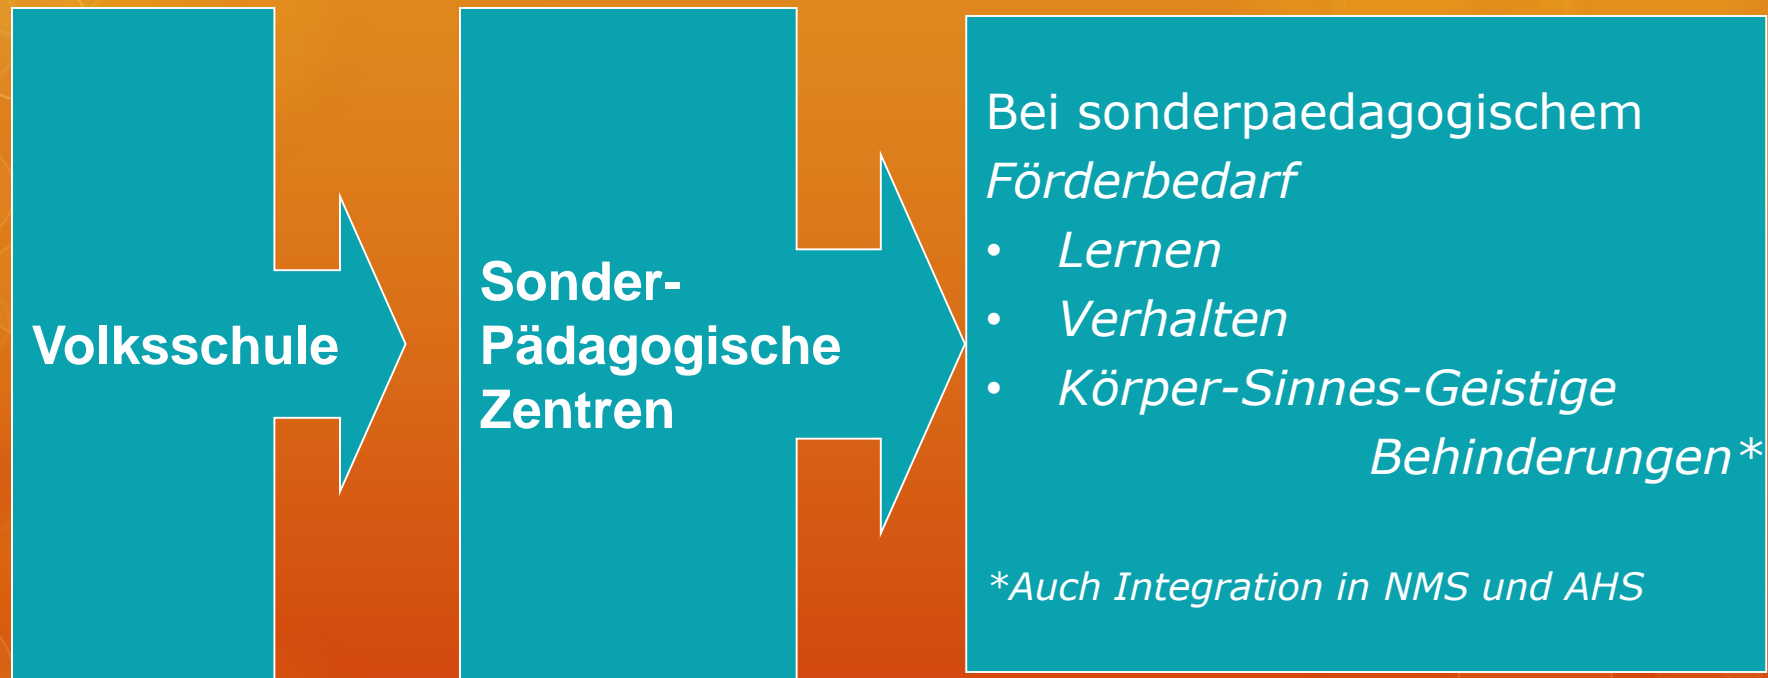 Volksschule
Sonder-
Pädagogische
Zentren
Bei sonderpaedagogischem
Förderbedarf
• Lernen
• Verhalten
• Körper-Sinnes-Geistige
Behinderungen*
*Auch Integration in NMS und AHS